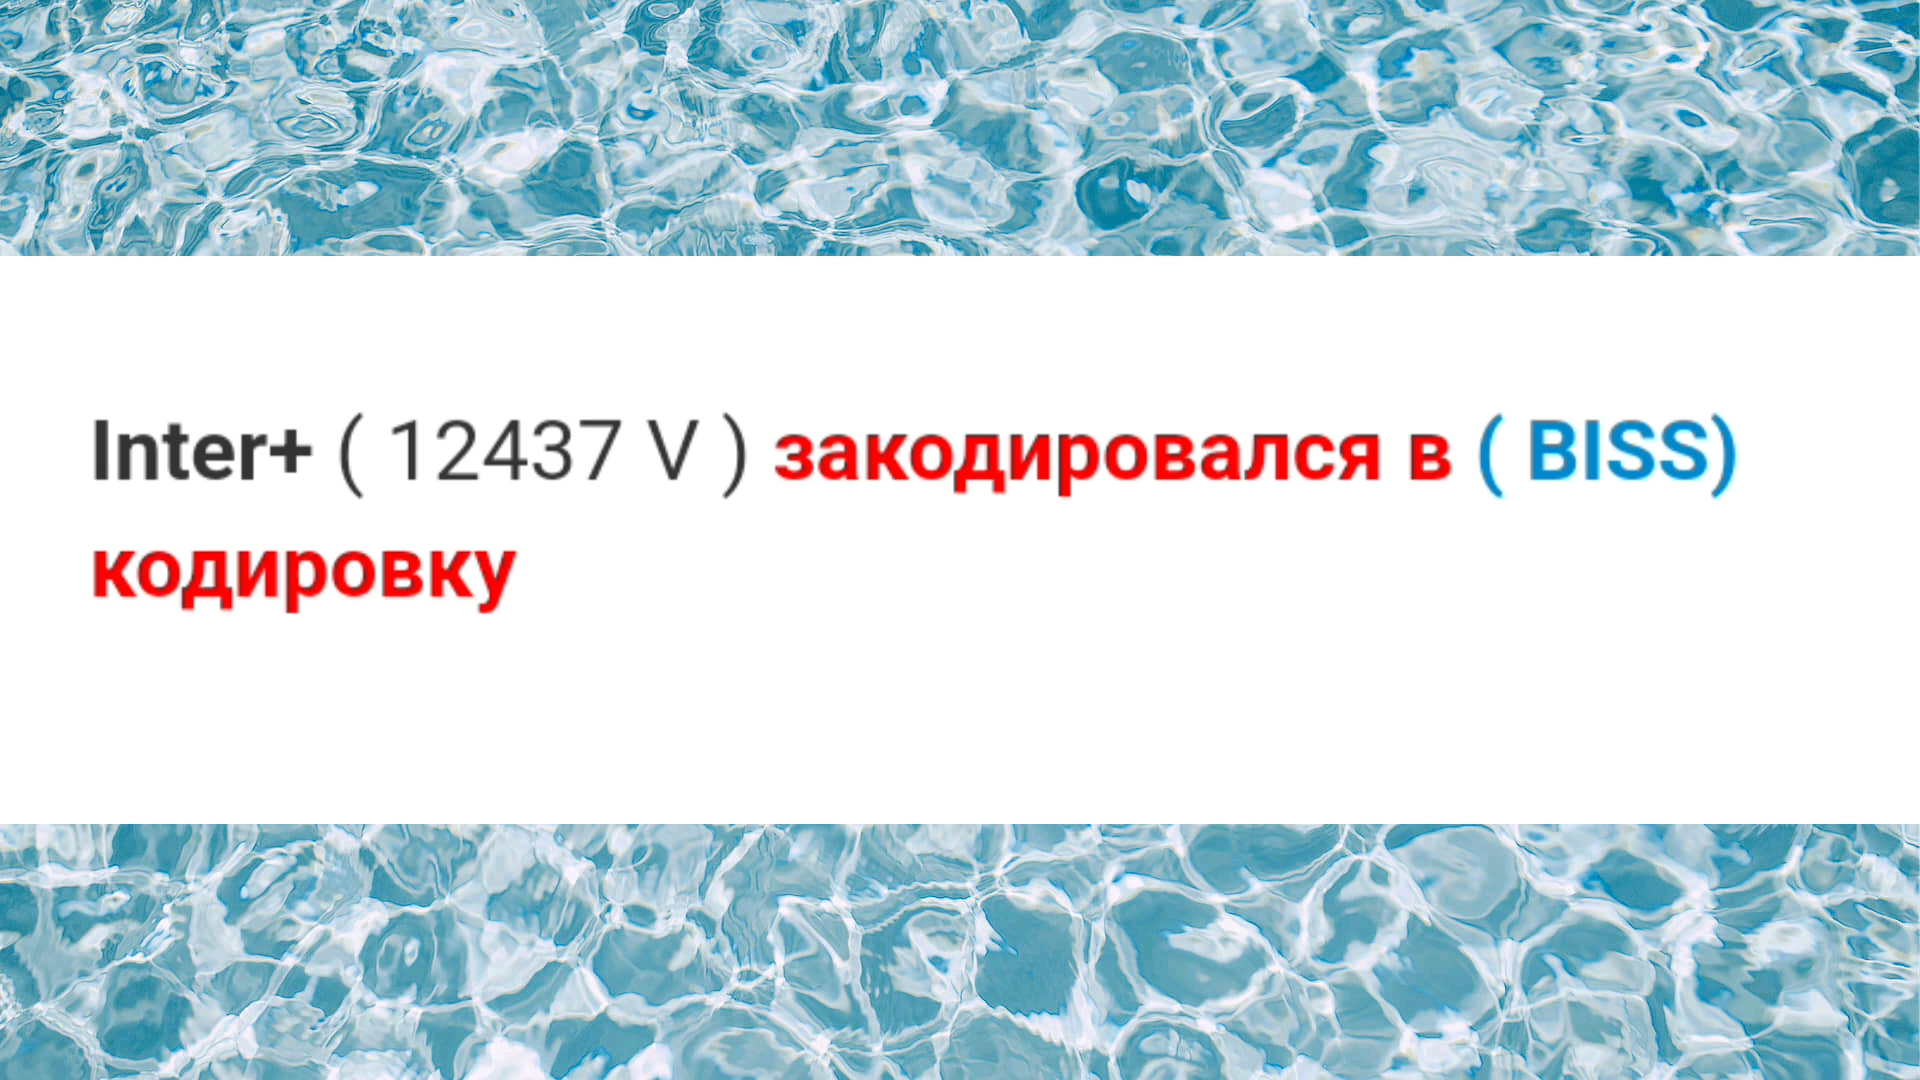 Inter+ ( 12437 V ) закодировался в ( BISS)
кодировку